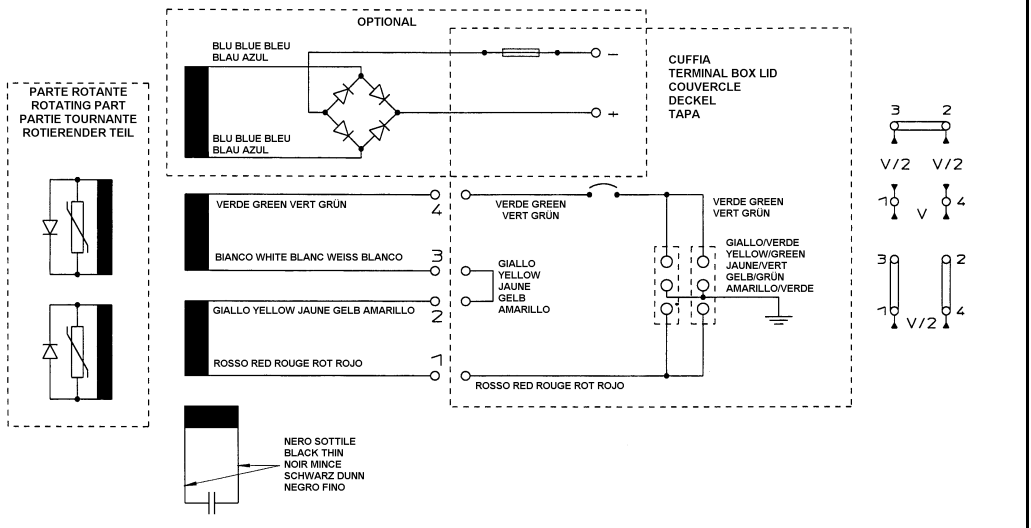 OPTIONAL
BLU BLUE BLEU
BLAU AZUL
BLU BLUE BLEU
BLAU AZUL
−
+
CUFFIA
TERMINAL BOX LID
COUVERCLE
DECKEL
TAPA
PARTE ROTANTE
ROTATING PART
PARTIE TOURNANTE
ROTIERENDER TEIL
VERDE GREEN VERT GRÜN
4
BIANCO WHITE BLANC WEISS BLANCO
3
GIALLO YELLOW JAUNE GELB AMARILLO
2
ROSSO RED ROUGE ROT ROJO
1
VERDE GREEN
VERT GRÜN
GIALLO
YELLOW
JAUNE
GELB
AMARILLO
VERDE GREEN
VERT GRÜN
GIALLO/VERDE
YELLOW/GREEN
JAUNE/VERT
GELB/GRÜN
AMARILLO/VERDE
ROSSO RED ROUGE ROT ROJO
3 2
V/2 V/2
1 4
V
3 2
1 4
V/2
NERO SOTTILE
BLACK THIN
NOIR MINCE
SCHWARZ DUNN
NEGRO FINO